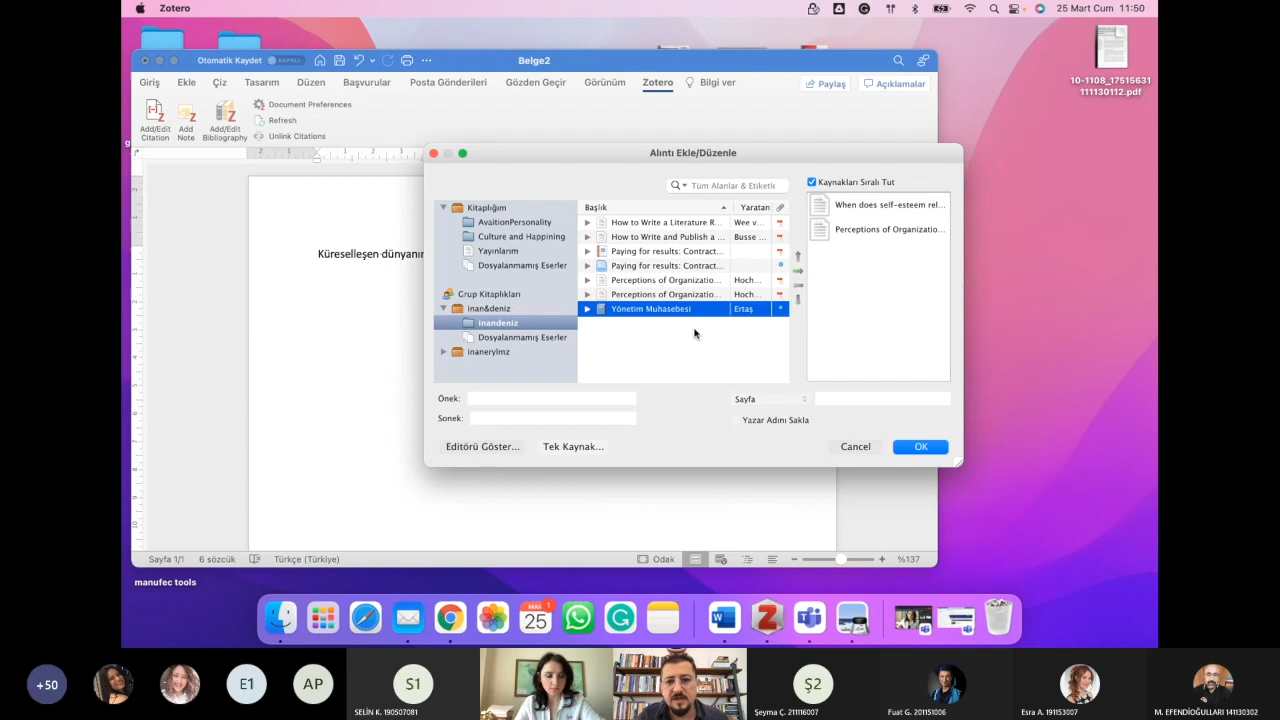 Zotero
25 Mart Cum 11:50
Otomatik Kaydet KAPALI
Belge2
Giriş Ekle Çiz Tasarım Düzen Başvurular Posta Gönderileri Gözden Geçir Görünüm Zotero Bilgi ver
Paylaş Açıklamalar
Add/Edit Citation
Add Note
Add/Edit Bibliography
Document Preferences
Refresh
Unlink Citations
10-1108_17515631
111130112.pdf
Küreselleşen dünyanın
Alıntı Ekle/Düzenle
Tüm Alanlar & Etiketle
Kaynakları Sıralı Tut
Kitaplığım
AvaitionPersonality
Culture and Happining
Yayınlarım
Dosyalanmamış Eserler
Grup Kitaplıkları
inan&deniz
inandeniz
Dosyalanmamış Eserler
inanerylmz
Başlık Yaratan
How to Write a Literature R... Wee v...
How to Write and Publish a ... Busse ...
Paying for results: Contract...
Paying for results: Contract...
Perceptions of Organizatio... Hoch...
Perceptions of Organizatio... Hoch...
Yönetim Muhasebesi Ertaş
When does self-esteem rel...
Perceptions of Organizatio...
Önek:
Sonek:
Sayfa
Yazar Adını Sakla
Editörü Göster...
Tek Kaynak...
Cancel
OK
Sayfa 1/1 6 sözcük Türkçe (Türkiye)
Odak
%137
manufec tools
MAR 1
25
+50
E1
AP
S1
SELİN K. 190507081
Ş2
Şeyma Ç. 211116007
Fuat G. 201151006
Esra A. 191153007
M. EFENDİOĞULLARI 141130302